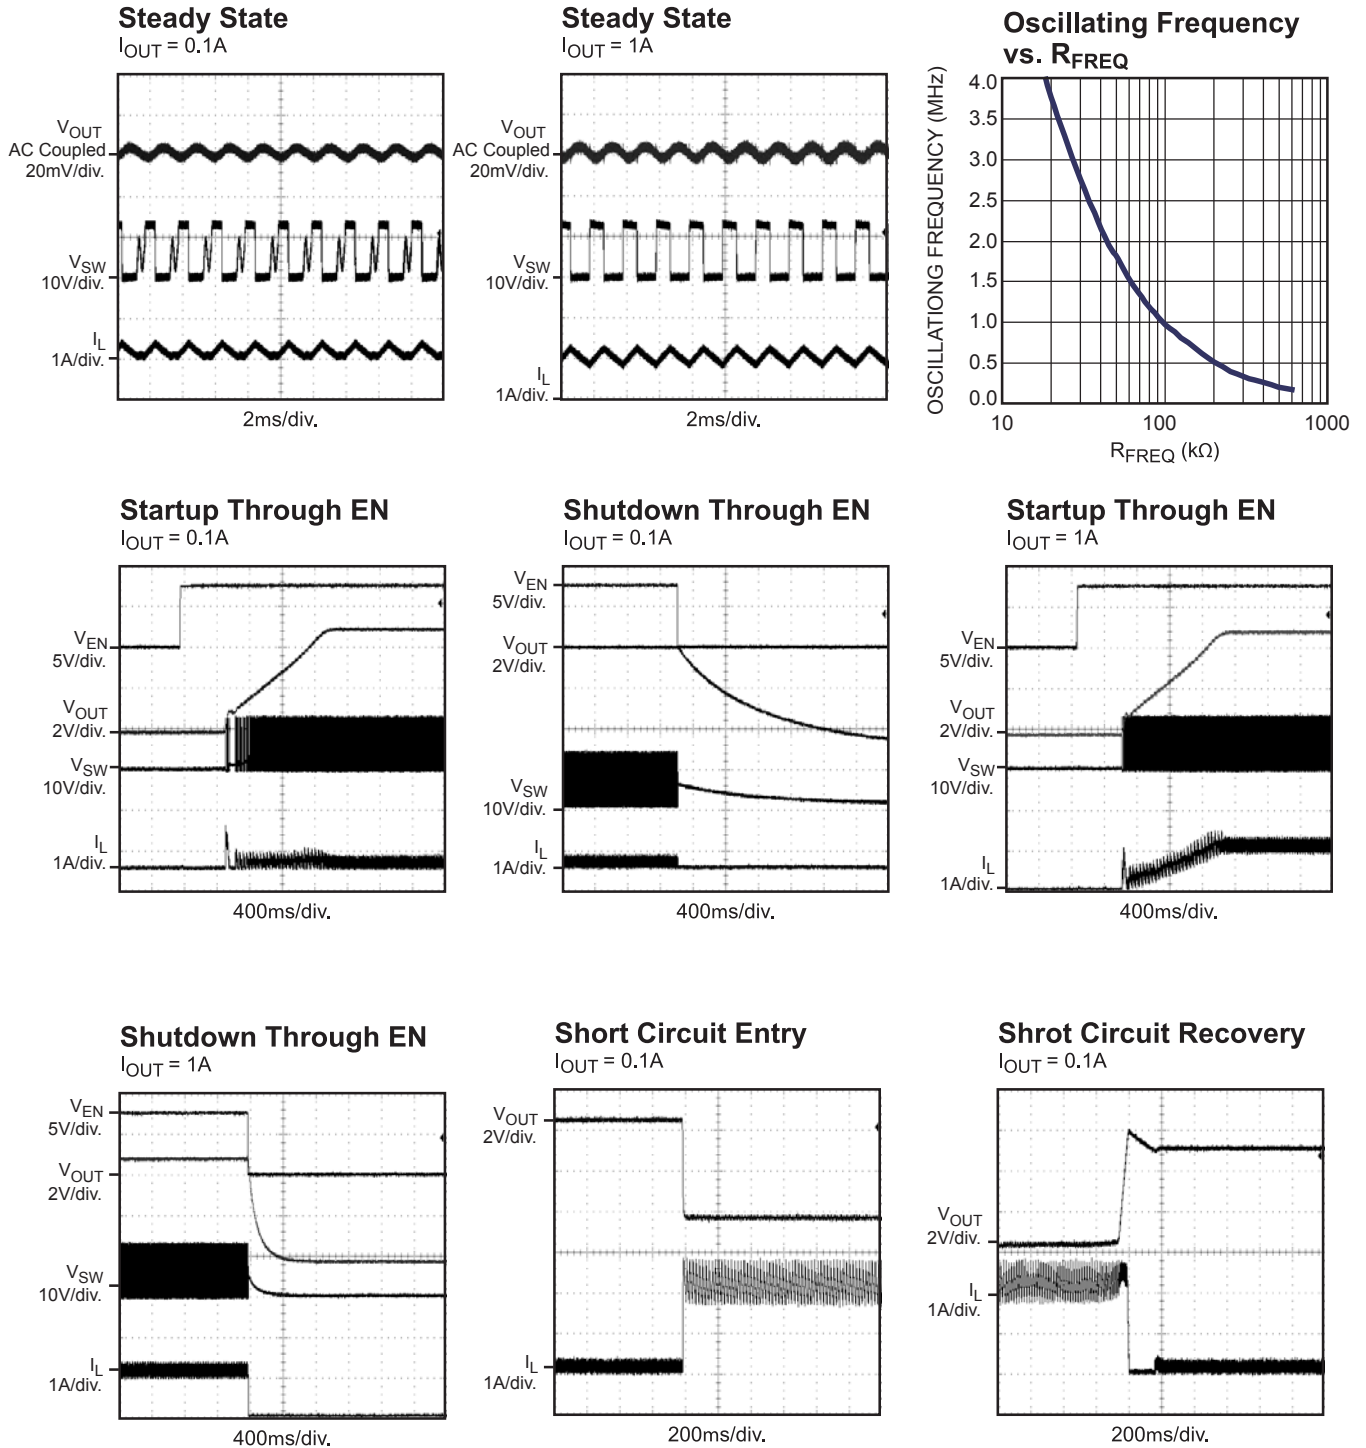 Steady State
IOUT = 0.1A
VOUT
AC Coupled
20mV/div.
VSW
10V/div.
IL
1A/div.
2ms/div.
Steady State
IOUT = 1A
VOUT
AC Coupled
20mV/div.
VSW
10V/div.
IL
1A/div.
2ms/div.
Oscillating Frequency
vs. RFREQ
OSCILLATIONG FREQUENCY (MHz)
4.0
3.5
3.0
2.5
2.0
1.5
1.0
0.5
0.0
10
100
1000
RFREQ (kΩ)
Startup Through EN
IOUT = 0.1A
VEN
5V/div.
VOUT
2V/div.
VSW
10V/div.
IL
1A/div.
400ms/div.
Shutdown Through EN
IOUT = 0.1A
VEN
5V/div.
VOUT
2V/div.
VSW
10V/div.
IL
1A/div.
400ms/div.
Startup Through EN
IOUT = 1A
VEN
5V/div.
VOUT
2V/div.
VSW
10V/div.
IL
1A/div.
400ms/div.
Shutdown Through EN
IOUT = 1A
VEN
5V/div.
VOUT
2V/div.
VSW
10V/div.
IL
1A/div.
400ms/div.
Short Circuit Entry
IOUT = 0.1A
VOUT
2V/div.
IL
1A/div.
200ms/div.
Shrot Circuit Recovery
IOUT = 0.1A
VOUT
2V/div.
IL
1A/div.
200ms/div.